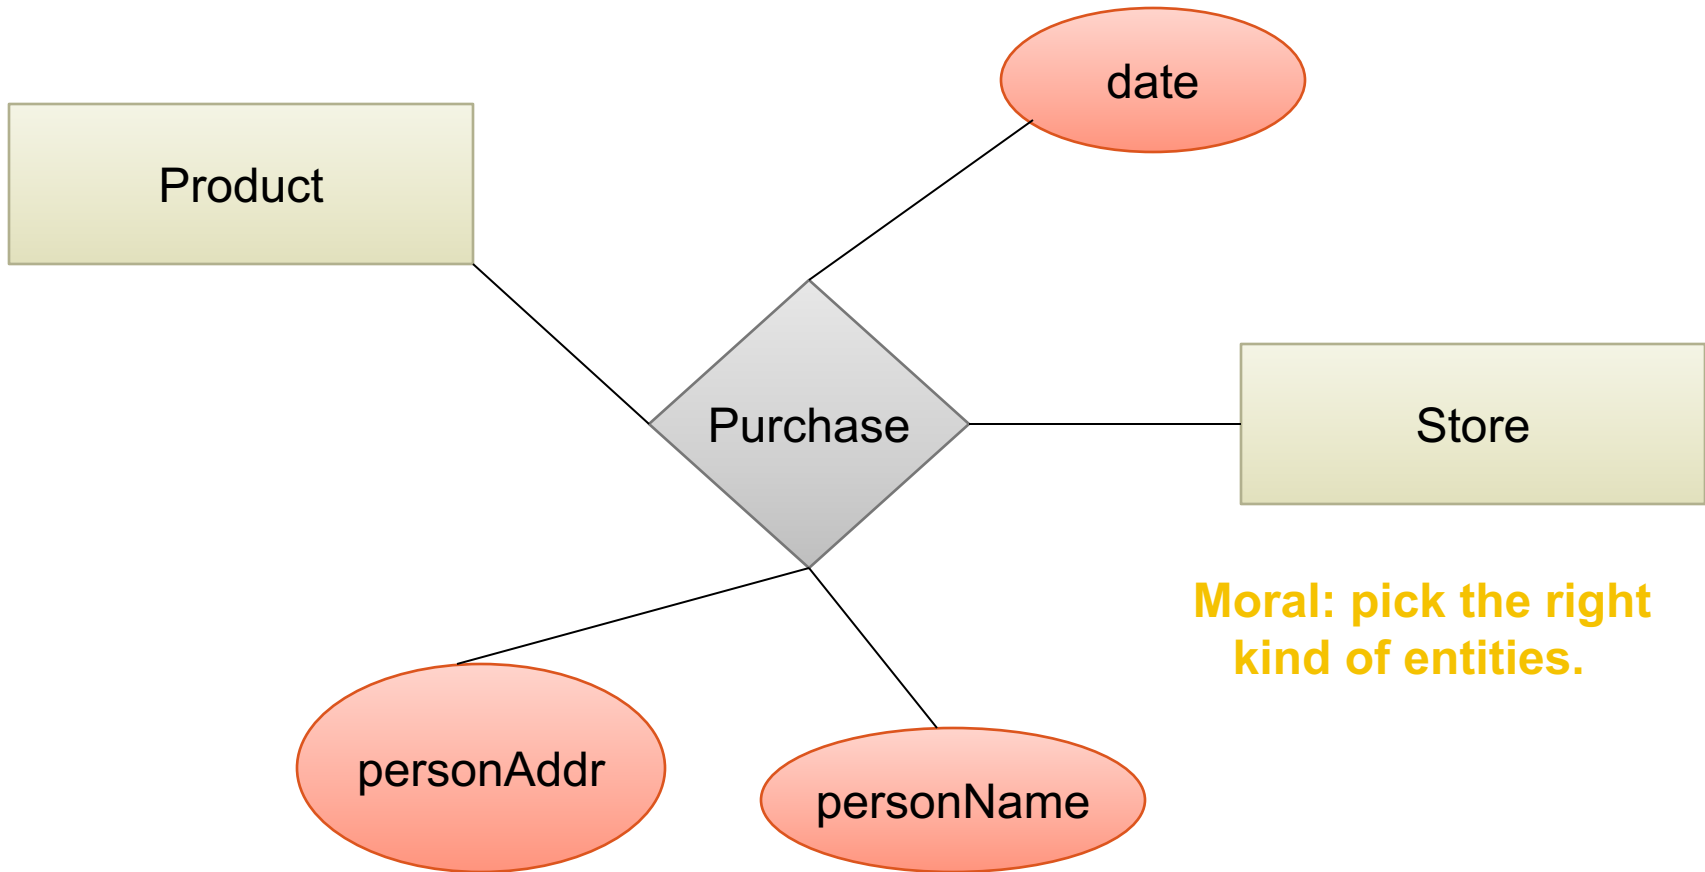 date
Product
Purchase
Store
Moral: pick the right
kind of entities.
personAddr
personName